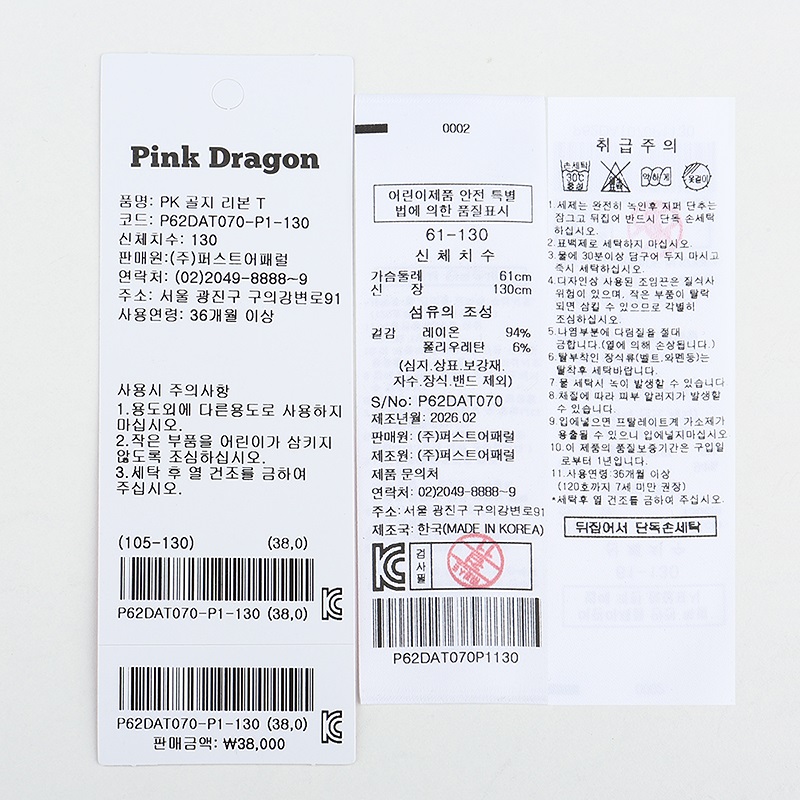 Pink Dragon
품명: PK 골지 리본 T
코드: P62DAT070-P1-130
신체치수: 130
판매원:(주)퍼스트어패럴
연락처: (02)2049-8888~9
주소: 서울 광진구 구의강변로91
사용연령: 36개월 이상
사용시 주의사항
1.용도외에 다른용도로 사용하지
마십시오.
2.작은 부품을 어린이가 삼키지
않도록 조심하십시오.
3.세탁 후 열 건조를 금하여
주십시오.
(105-130) (38,0)
P62DAT070-P1-130 (38,0)
P62DAT070-P1-130 (38,0)
판매금액: ₩38,000
0002
어린이제품 안전 특별
법에 의한 품질표시
61-130
신체치수
가슴둘레 61cm
신 장 130cm
섬유의 조성
겉감 레이온 94%
폴리우레탄 6%
(심지.상표.보강재.
자수.장식.밴드 제외)
S/No: P62DAT070
제조년월: 2026.02
판매원: (주)퍼스트어패럴
제조원: (주)퍼스트어패럴
제품 문의처
연락처: 02)2049-8888~9
주소: 서울 광진구 구의강변로91
제조국: 한국(MADE IN KOREA)
검사필
P62DAT070P1130
취급주의
손세탁
30℃
중성
약하게
옷걸이
1.세제는 완전히 녹인후 지퍼 단추는
잠그고 뒤집어 반드시 단독 손세탁
하십시오.
2.표백제로 세탁하지 마십시오.
3.물에 30분이상 담구어 두지 마시고
즉시 세탁하십시오.
4.디자인상 사용된 조임끈은 질식사
위험이 있으며, 작은 부품이 탈락
되면 삼킬 수 있으므로 각별히
조심하십시오.
5.나염부분에 다림질을 절대
금합니다.(열에 의해 손상됩니다.)
6.탈부착인 장식류(벨트,와펜등)는
탈착후 세탁바랍니다.
7.물 세탁시 녹이 발생할 수 있습니다
8.체질에 따라 피부 알러지가 발생할
수 있습니다.
9.입에넣으면 프탈레이트계 가소제가
용출될 수 있으니 입에넣지마십시오
10.이 제품의 품질보증기간은 구입일
로부터 1년입니다.
11.사용연령:36개월 이상
(120호까지 7세 미만 권장)
*세탁후 열 건조를 금하여 주십시오.
뒤집어서 단독손세탁